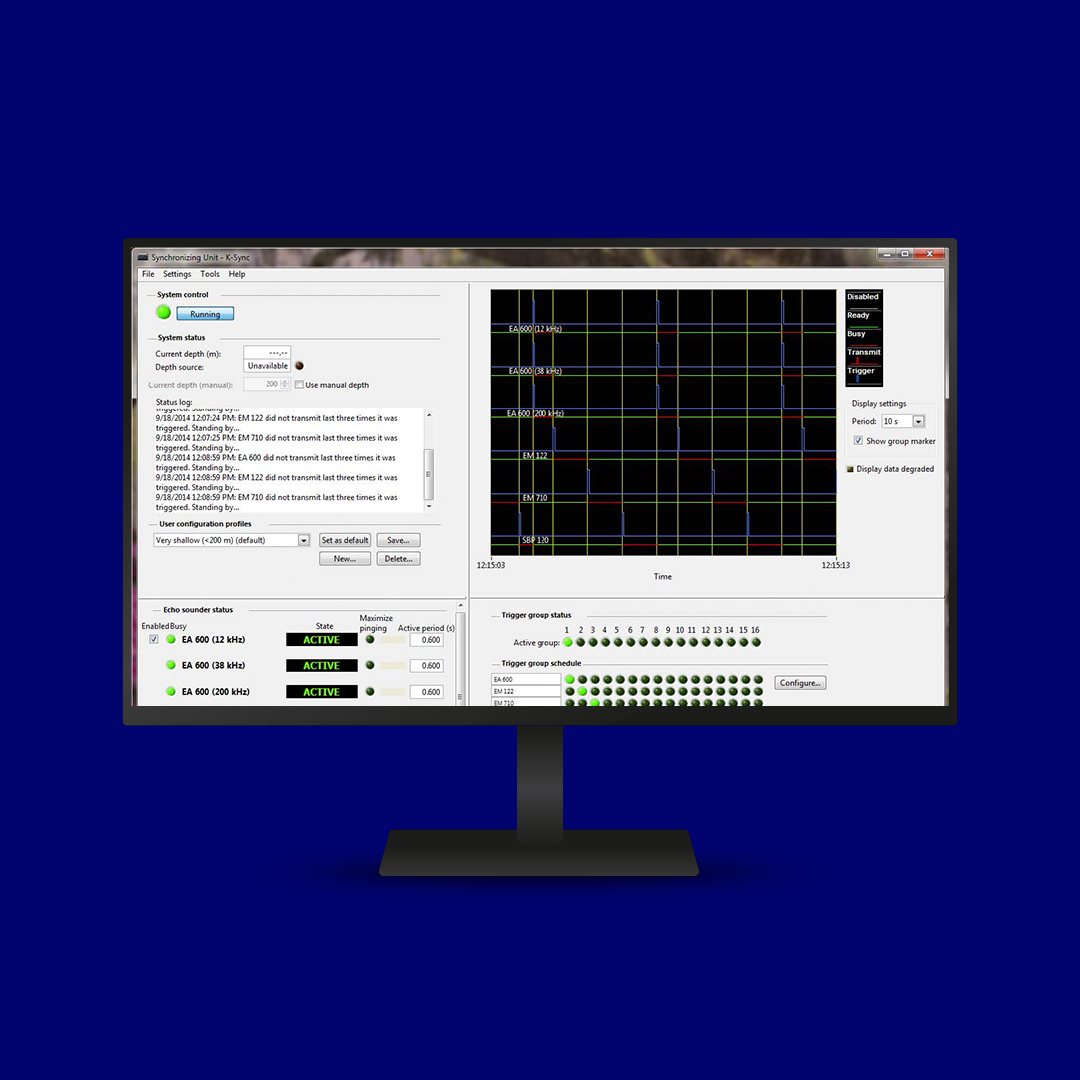 Synchronizing Unit - K-Sync
File Settings Tools Help
System control
Running
System status
Current depth (m): ---.--
Depth source: Unavailable
Current depth (manual): 200 Use manual depth
Status log:
triggered. Standing by...
9/18/2014 12:07:24 PM: EM 122 did not transmit last three times it was
triggered. Standing by...
9/18/2014 12:07:25 PM: EM 710 did not transmit last three times it was
triggered. Standing by...
9/18/2014 12:08:59 PM: EA 600 did not transmit last three times it was
triggered. Standing by...
9/18/2014 12:08:59 PM: EM 122 did not transmit last three times it was
triggered. Standing by...
9/18/2014 12:08:59 PM: EM 710 did not transmit last three times it was
triggered. Standing by...
User configuration profiles
Very shallow (<200 m) (default) Set as default Save...
New... Delete...
EA 600 (12 kHz)
EA 600 (38 kHz)
EA 600 (200 kHz)
EM 122
EM 710
SBP 120
12:15:03 12:15:13
Time
Disabled
Ready
Busy
Transmit
Trigger
Display settings
Period: 10 s
Show group marker
Display data degraded
Echo sounder status
Enabled Busy State Maximize pinging Active period (s)
EA 600 (12 kHz) ACTIVE 0.600
EA 600 (38 kHz) ACTIVE 0.600
EA 600 (200 kHz) ACTIVE 0.600
Trigger group status
1 2 3 4 5 6 7 8 9 10 11 12 13 14 15 16
Active group:
Trigger group schedule
EA 600
EM 122
EM 710
Configure...